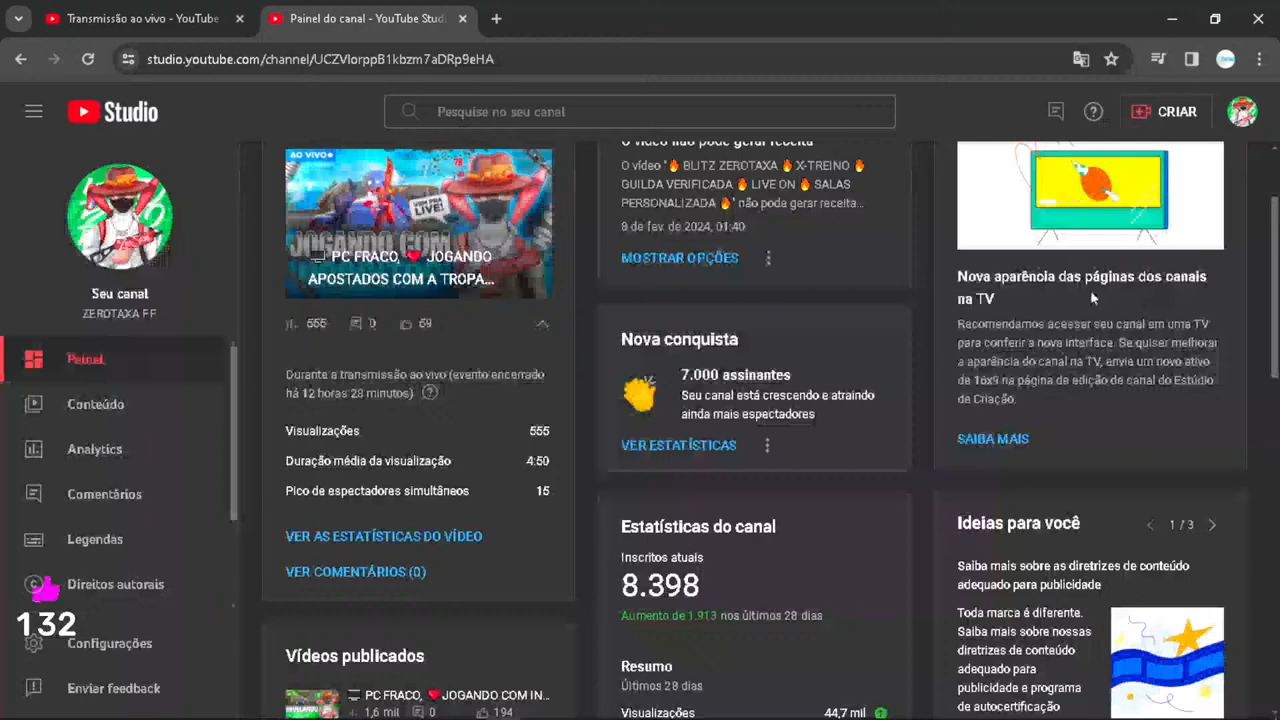 Transmissão ao vivo - YouTube
Painel do canal - YouTube Stud
studio.youtube.com/channel/UCZVlorppB1kbzm7aDRp9eHA
Studio
Pesquise no seu canal
CRIAR
Seu canal
ZEROTAXA FF
Painel
Conteúdo
Analytics
Comentários
Legendas
Direitos autorais
132
Configurações
Enviar feedback
AO VIVO
LIVE!
JOGANDO COM
PC FRACO, JOGANDO
APOSTADOS COM A TROPA...
555
0
59
Durante a transmissão ao vivo (evento encerrado
há 12 horas 28 minutos)
Visualizações 555
Duração média da visualização 4:50
Pico de espectadores simultâneos 15
VER AS ESTATÍSTICAS DO VÍDEO
VER COMENTÁRIOS (0)
Vídeos publicados
PC FRACO, JOGANDO COM IN...
1,6 mil 0 194
O vídeo não pode gerar receita
O vídeo "🔥 BLITZ ZEROTAXA 🔥 X-TREINO 🔥
GUILDA VERIFICADA 🔥 LIVE ON 🔥 SALAS
PERSONALIZADA 🔥" não pode gerar receita...
8 de fev. de 2024, 01:40
MOSTRAR OPÇÕES
Nova conquista
7.000 assinantes
Seu canal está crescendo e atraindo
ainda mais espectadores
VER ESTATÍSTICAS
Estatísticas do canal
Inscritos atuais
8.398
Aumento de 1.913 nos últimos 28 dias
Resumo
Últimos 28 dias
Visualizações 44,7 mil
Nova aparência das páginas dos canais
na TV
Recomendamos acessar seu canal em uma TV
para conferir a nova interface. Se quiser melhorar
a aparência do canal na TV, envie um novo ativo
de 16x9 na página de edição de canal do Estúdio
de Criação.
SAIBA MAIS
Ideias para você
1 / 3
Saiba mais sobre as diretrizes de conteúdo
adequado para publicidade
Toda marca é diferente.
Saiba mais sobre nossas
diretrizes de conteúdo
adequado para
publicidade e programa
de autocertificação